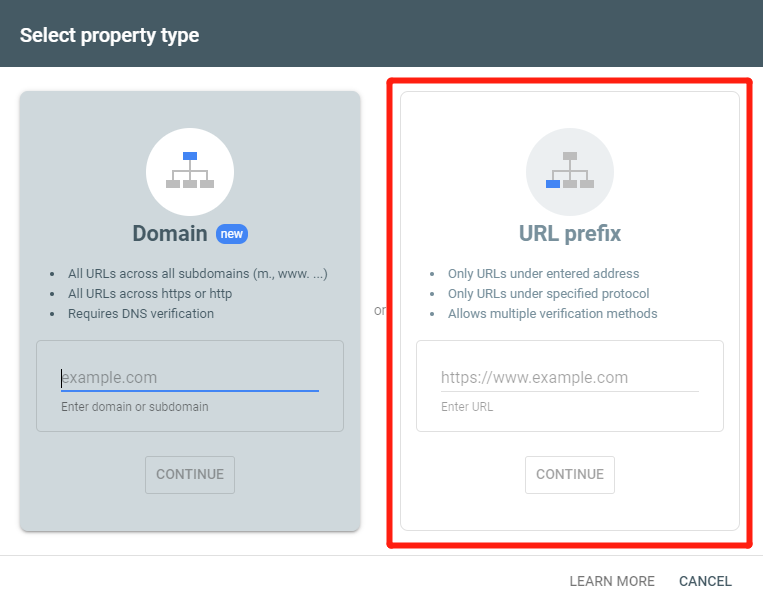 Select property type
Domain new
All URLs across all subdomains (m., www. ...)
All URLs across https or http
Requires DNS verification
example.com
Enter domain or subdomain
CONTINUE
or
URL prefix
Only URLs under entered address
Only URLs under specified protocol
Allows multiple verification methods
https://www.example.com
Enter URL
CONTINUE
LEARN MORE
CANCEL